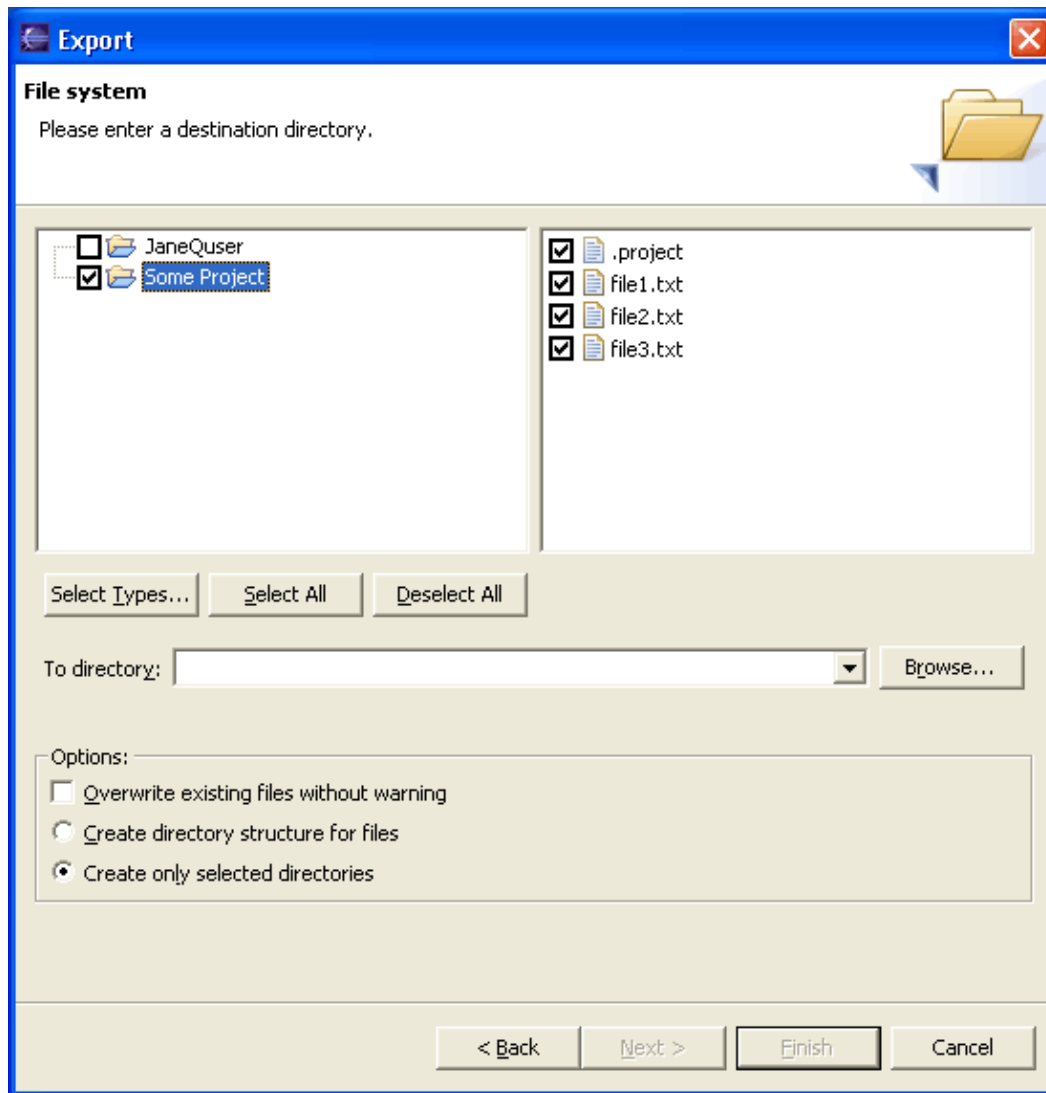 Export
File system
Please enter a destination directory.
JaneQuser
Some Project
.project
file1.txt
file2.txt
file3.txt
Select Types...
Select All
Deselect All
To directory:
Browse...
Options:
Overwrite existing files without warning
Create directory structure for files
Create only selected directories
< Back
Next >
Finish
Cancel